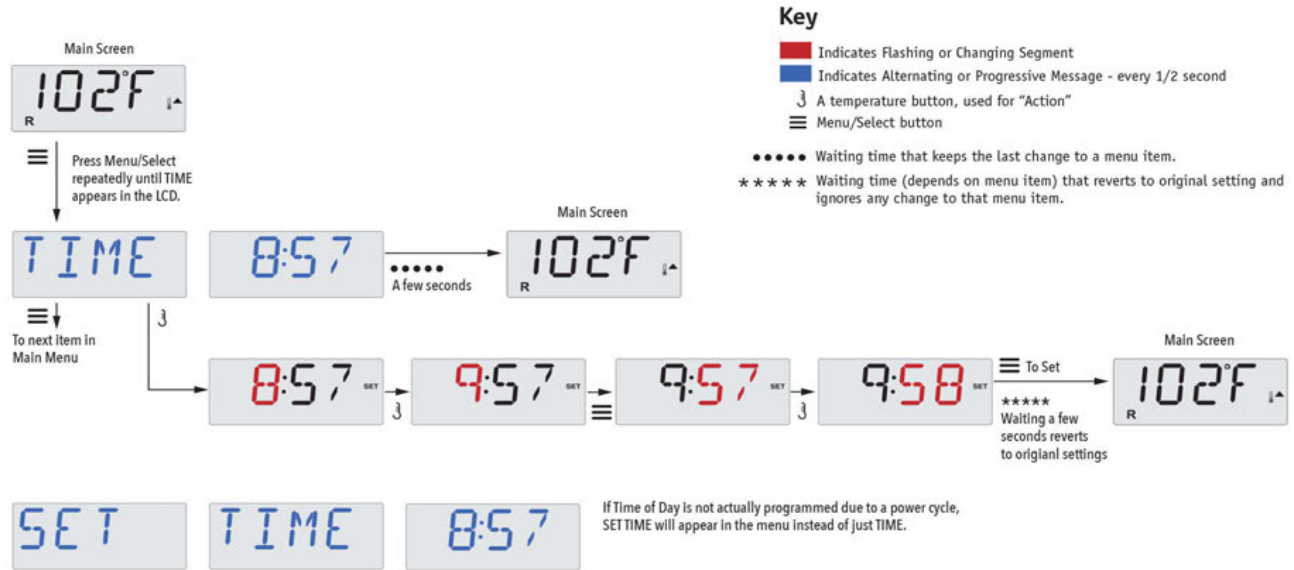 Key
Indicates Flashing or Changing Segment
Indicates Alternating or Progressive Message - every 1/2 second
A temperature button, used for “Action”
Menu/Select button
••••• Waiting time that keeps the last change to a menu item.
***** Waiting time (depends on menu item) that reverts to original setting and
ignores any change to that menu item.
Main Screen
102°F
R
Press Menu/Select
repeatedly until TIME
appears in the LCD.
TIME
8:57
•••••
A few seconds
Main Screen
102°F
R
To next item in
Main Menu
8:57 SET
9:57 SET
9:57 SET
9:58 SET
To Set
*****
Waiting a few
seconds reverts
to origianl settings
Main Screen
102°F
R
SET
TIME
8:57
If Time of Day is not actually programmed due to a power cycle,
SET TIME will appear in the menu instead of just TIME.